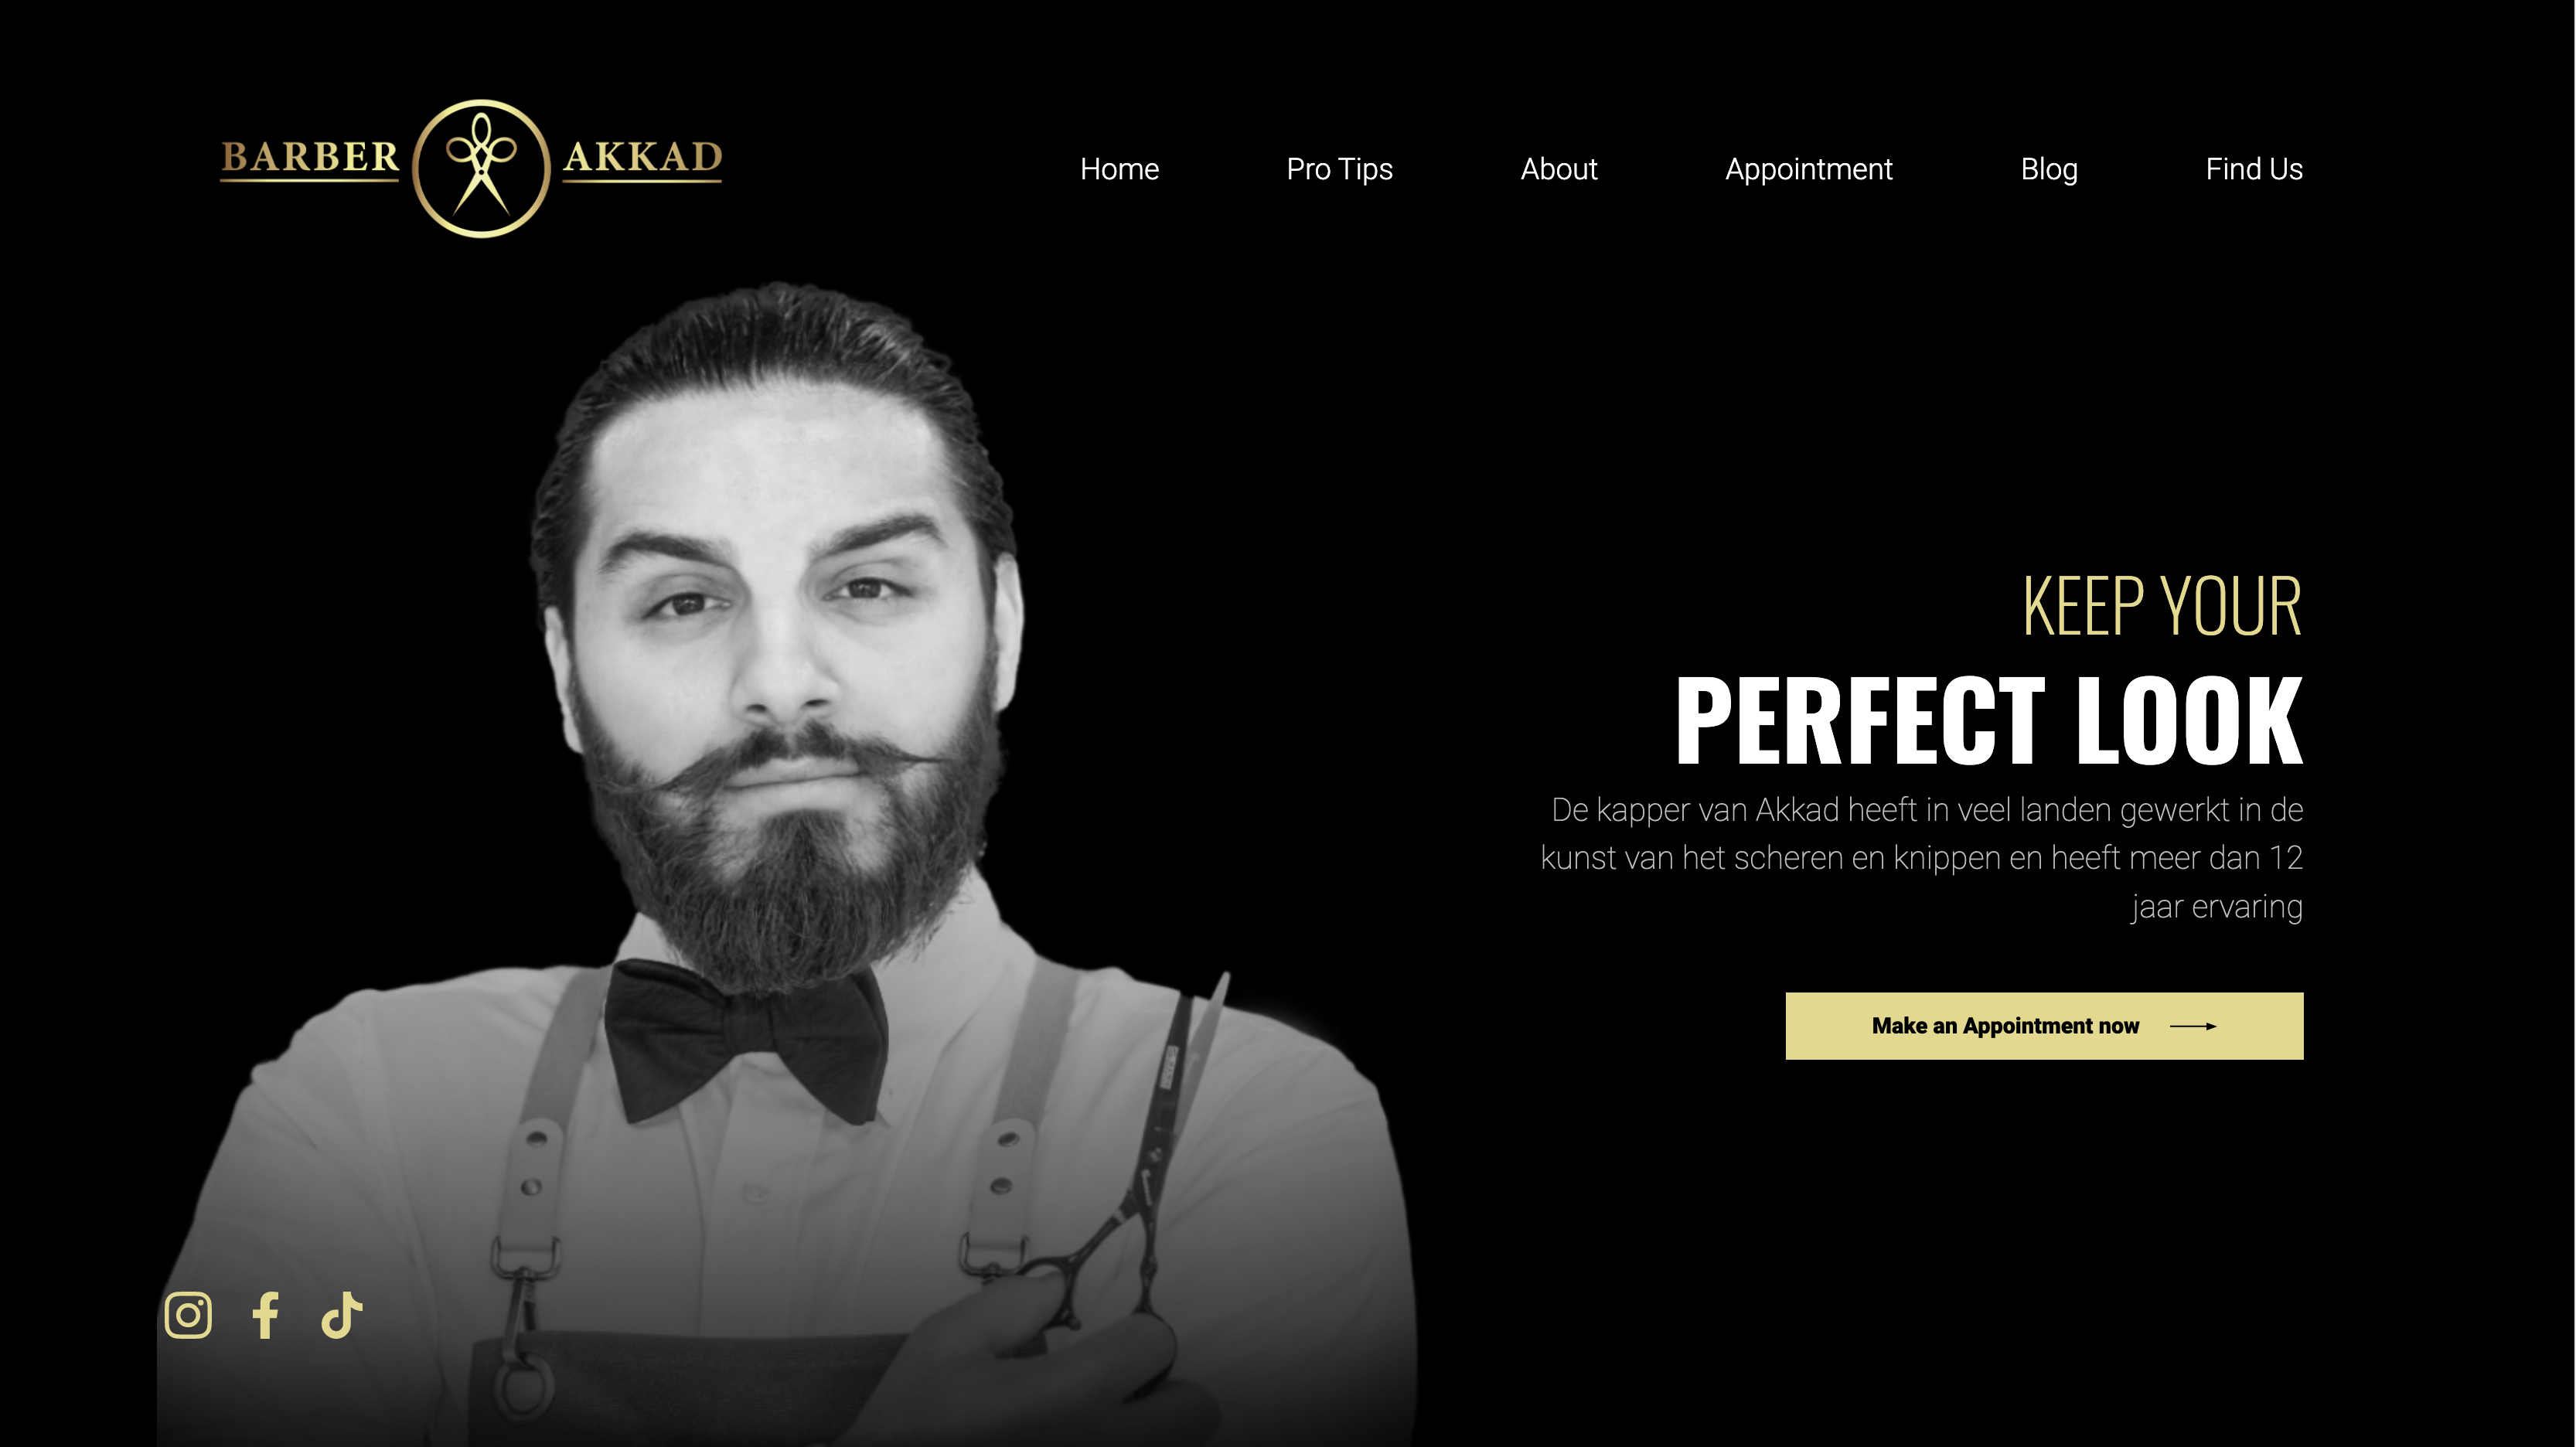 BARBER AKKAD
Home Pro Tips About Appointment Blog Find Us
KEEP YOUR
PERFECT LOOK
De kapper van Akkad heeft in veel landen gewerkt in de
kunst van het scheren en knippen en heeft meer dan 12
jaar ervaring
Make an Appointment now